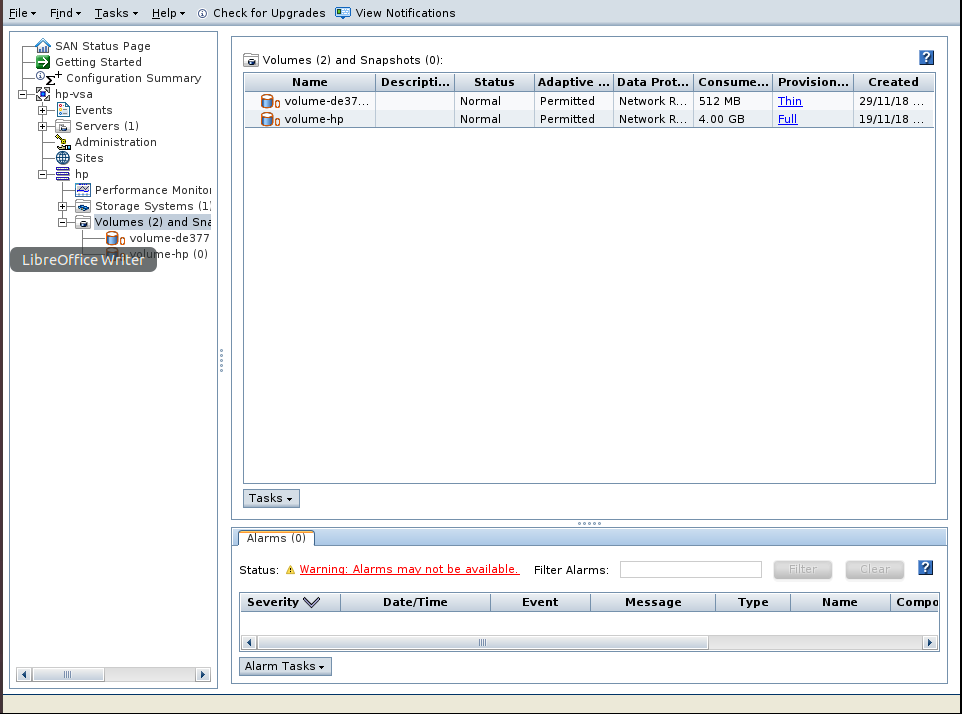 File Find Tasks Help Check for Upgrades View Notifications
SAN Status Page
Getting Started
Configuration Summary
hp-vsa
Events
Servers (1)
Administration
Sites
hp
Performance Monitor
Storage Systems (1)
Volumes (2) and Sna
volume-de377
volume-hp (0)
LibreOffice Writer
Volumes (2) and Snapshots (0):
Name Descripti... Status Adaptive ... Data Prot... Consume... Provision... Created
volume-de37... Normal Permitted Network R... 512 MB Thin 29/11/18 ...
volume-hp Normal Permitted Network R... 4.00 GB Full 19/11/18 ...
Tasks
Alarms (0)
Status: Warning: Alarms may not be available. Filter Alarms: Filter Clear
Severity Date/Time Event Message Type Name Compo
Alarm Tasks